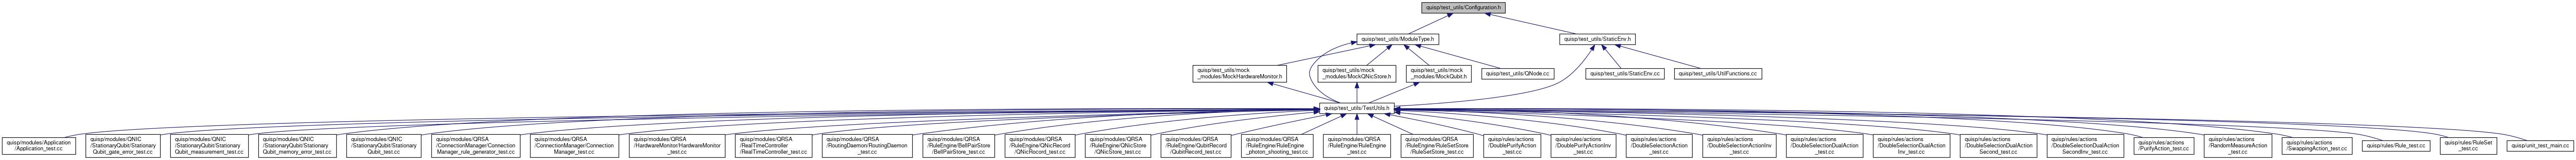 quisp/test_utils/Configuration.h
quisp/test_utils/ModuleType.h
quisp/test_utils/StaticEnv.h
quisp/test_utils/mock
_modules/MockHardwareMonitor.h
quisp/test_utils/mock
_modules/MockQNicStore.h
quisp/test_utils/mock
_modules/MockQubit.h
quisp/test_utils/QNode.cc
quisp/test_utils/StaticEnv.cc
quisp/test_utils/UtilFunctions.cc
quisp/test_utils/TestUtils.h
quisp/modules/Application
/Application_test.cc
quisp/modules/QNIC
/StationaryQubit/Stationary
Qubit_gate_error_test.cc
quisp/modules/QNIC
/StationaryQubit/Stationary
Qubit_measurement_test.cc
quisp/modules/QNIC
/StationaryQubit/Stationary
Qubit_memory_error_test.cc
quisp/modules/QNIC
/StationaryQubit/Stationary
Qubit_test.cc
quisp/modules/QRSA
/ConnectionManager/Connection
Manager_rule_generator_test.cc
quisp/modules/QRSA
/ConnectionManager/Connection
Manager_test.cc
quisp/modules/QRSA
/HardwareMonitor/HardwareMonitor
_test.cc
quisp/modules/QRSA
/RealTimeController
/RealTimeController_test.cc
quisp/modules/QRSA
/RoutingDaemon/RoutingDaemon
_test.cc
quisp/modules/QRSA
/RuleEngine/BellPairStore
/BellPairStore_test.cc
quisp/modules/QRSA
/RuleEngine/QNicRecord
/QNicRecord_test.cc
quisp/modules/QRSA
/RuleEngine/QNicStore
/QNicStore_test.cc
quisp/modules/QRSA
/RuleEngine/QubitRecord
/QubitRecord_test.cc
quisp/modules/QRSA
/RuleEngine/RuleEngine
_photon_shooting_test.cc
quisp/modules/QRSA
/RuleEngine/RuleEngine
_test.cc
quisp/modules/QRSA
/RuleEngine/RuleSetStore
/RuleSetStore_test.cc
quisp/rules/actions
/DoublePurifyAction
_test.cc
quisp/rules/actions
/DoublePurifyActionInv
_test.cc
quisp/rules/actions
/DoubleSelectionAction
_test.cc
quisp/rules/actions
/DoubleSelectionActionInv
_test.cc
quisp/rules/actions
/DoubleSelectionDualAction
_test.cc
quisp/rules/actions
/DoubleSelectionDualAction
Inv_test.cc
quisp/rules/actions
/DoubleSelectionDualAction
Second_test.cc
quisp/rules/actions
/DoubleSelectionDualAction
SecondInv_test.cc
quisp/rules/actions
/PurifyAction_test.cc
quisp/rules/actions
/RandomMeasureAction
_test.cc
quisp/rules/actions
/SwappingAction_test.cc
quisp/rules/Rule_test.cc
quisp/rules/RuleSet
_test.cc
quisp/unit_test_main.cc